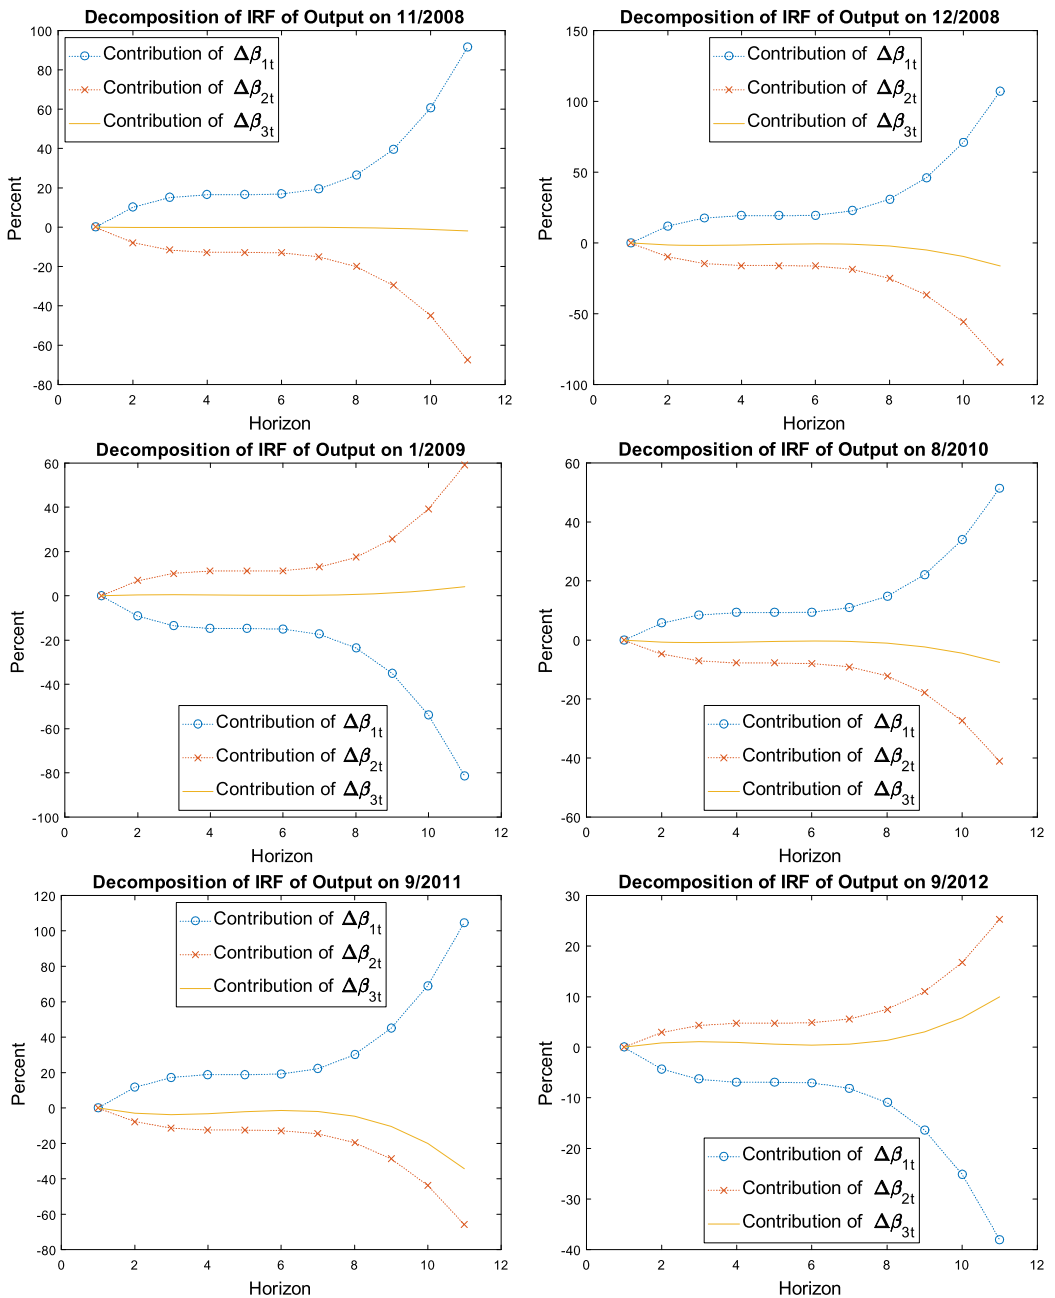 Decomposition of IRF of Output on 11/2008
Percent
100
80
60
40
20
0
-20
-40
-60
-80
0 2 4 6 8 10 12
Horizon
Contribution of Δβ1t
Contribution of Δβ2t
Contribution of Δβ3t
Decomposition of IRF of Output on 12/2008
Percent
150
100
50
0
-50
-100
0 2 4 6 8 10 12
Horizon
Contribution of Δβ1t
Contribution of Δβ2t
Contribution of Δβ3t
Decomposition of IRF of Output on 1/2009
Percent
60
40
20
0
-20
-40
-60
-80
-100
0 2 4 6 8 10 12
Horizon
Contribution of Δβ1t
Contribution of Δβ2t
Contribution of Δβ3t
Decomposition of IRF of Output on 8/2010
Percent
60
40
20
0
-20
-40
-60
0 2 4 6 8 10 12
Horizon
Contribution of Δβ1t
Contribution of Δβ2t
Contribution of Δβ3t
Decomposition of IRF of Output on 9/2011
Percent
120
100
80
60
40
20
0
-20
-40
-60
-80
0 2 4 6 8 10 12
Horizon
Contribution of Δβ1t
Contribution of Δβ2t
Contribution of Δβ3t
Decomposition of IRF of Output on 9/2012
Percent
30
20
10
0
-10
-20
-30
-40
0 2 4 6 8 10 12
Horizon
Contribution of Δβ1t
Contribution of Δβ2t
Contribution of Δβ3t